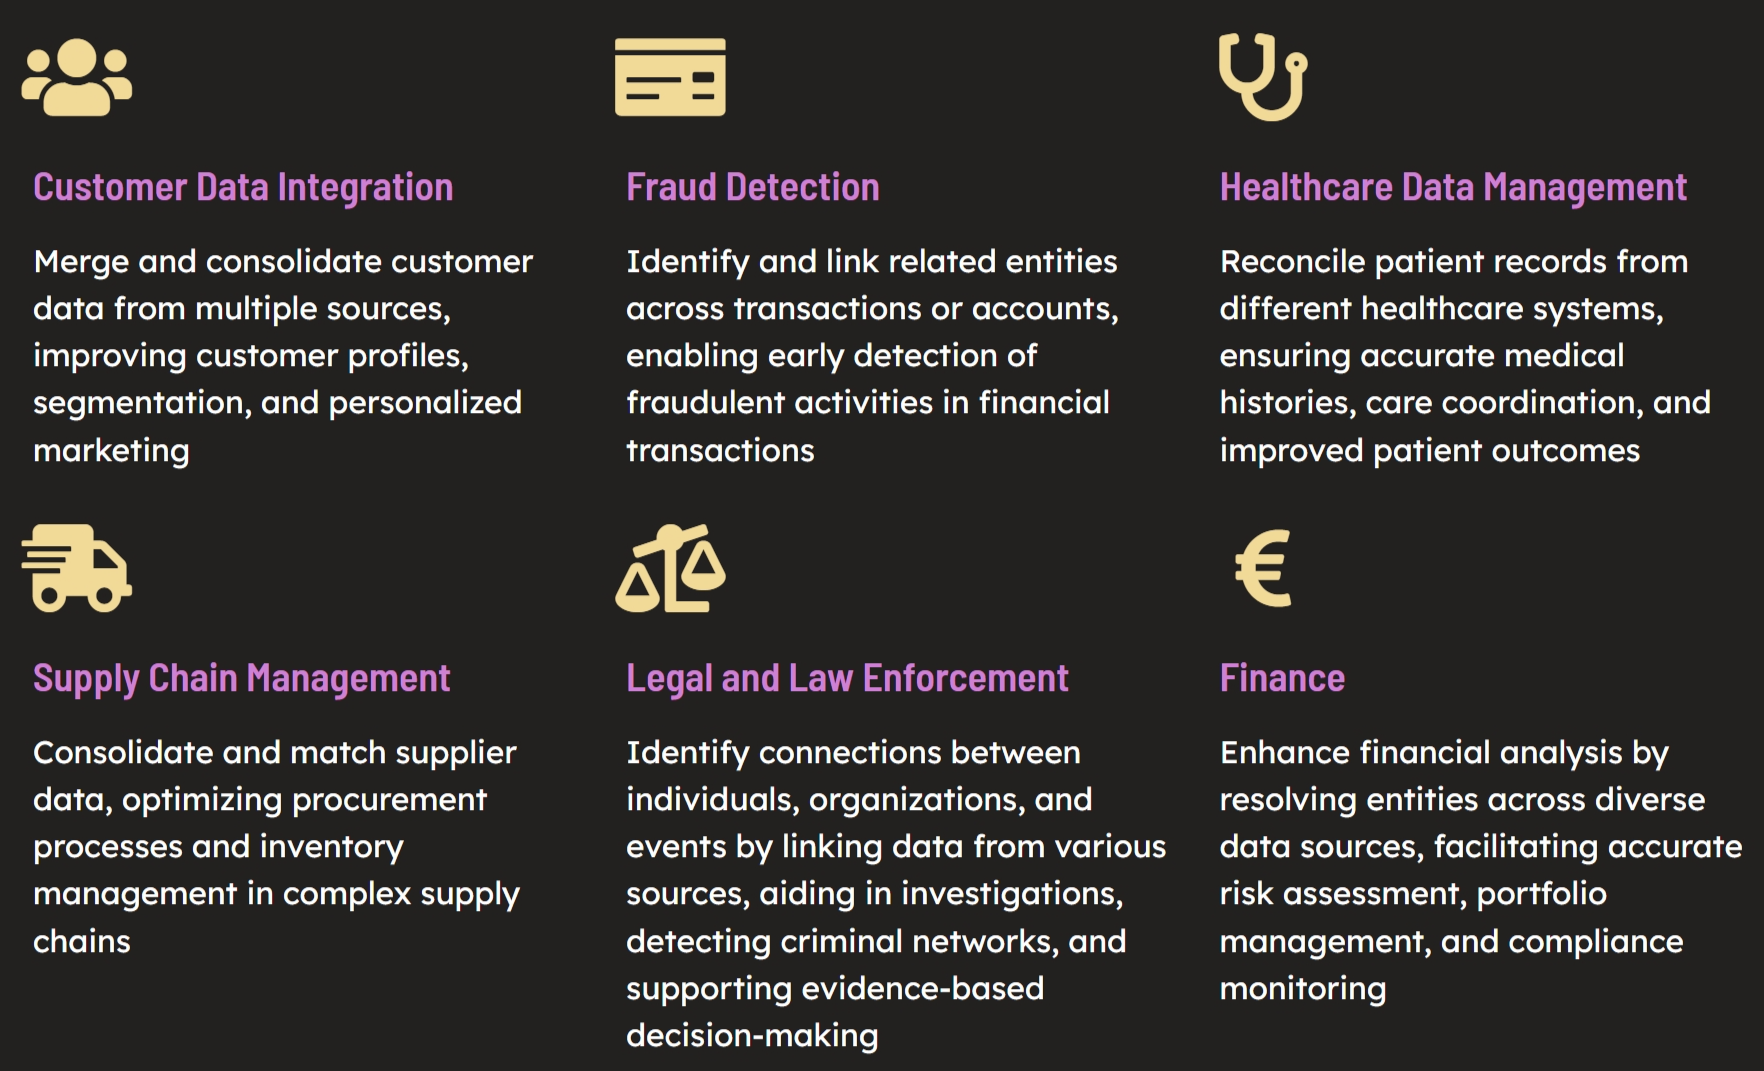 Customer Data Integration
Merge and consolidate customer
data from multiple sources,
improving customer profiles,
segmentation, and personalized
marketing
Fraud Detection
Identify and link related entities
across transactions or accounts,
enabling early detection of
fraudulent activities in financial
transactions
Healthcare Data Management
Reconcile patient records from
different healthcare systems,
ensuring accurate medical
histories, care coordination, and
improved patient outcomes
Supply Chain Management
Consolidate and match supplier
data, optimizing procurement
processes and inventory
management in complex supply
chains
Legal and Law Enforcement
Identify connections between
individuals, organizations, and
events by linking data from various
sources, aiding in investigations,
detecting criminal networks, and
supporting evidence-based
decision-making
€
Finance
Enhance financial analysis by
resolving entities across diverse
data sources, facilitating accurate
risk assessment, portfolio
management, and compliance
monitoring